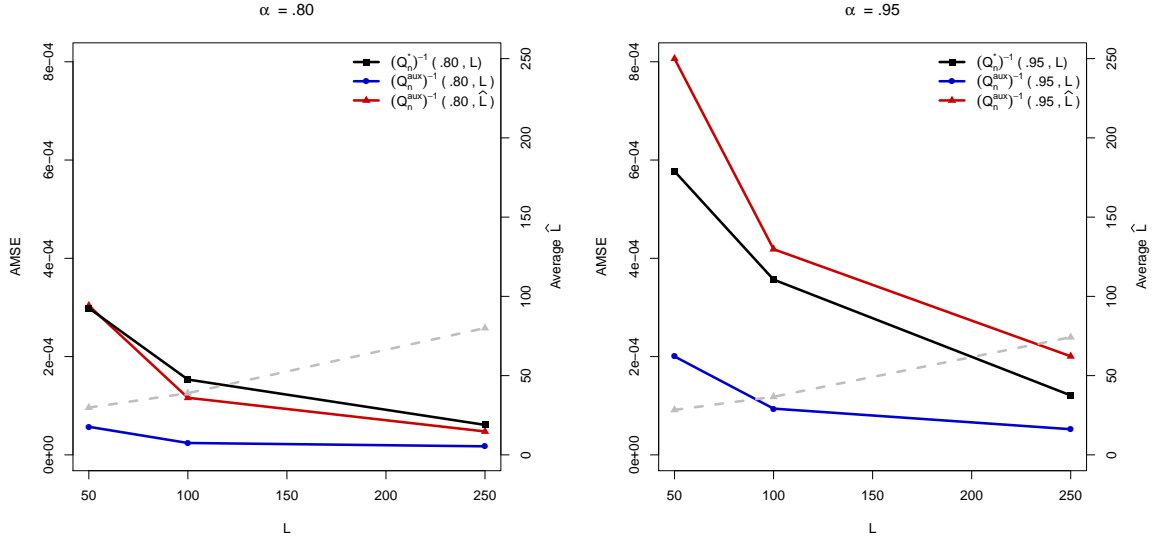 α = .80
(Q*n)−1 ( .80 , L)
(Qauxn)−1 ( .80 , L)
(Qauxn)−1 ( .80 , L̂)
8e−04
6e−04
4e−04
2e−04
0e+00
AMSE
250
200
150
100
50
0
Average L̂
50 100 150 200 250
L
α = .95
(Q*n)−1 ( .95 , L)
(Qauxn)−1 ( .95 , L)
(Qauxn)−1 ( .95 , L̂)
8e−04
6e−04
4e−04
2e−04
0e+00
AMSE
250
200
150
100
50
0
Average L̂
50 100 150 200 250
L